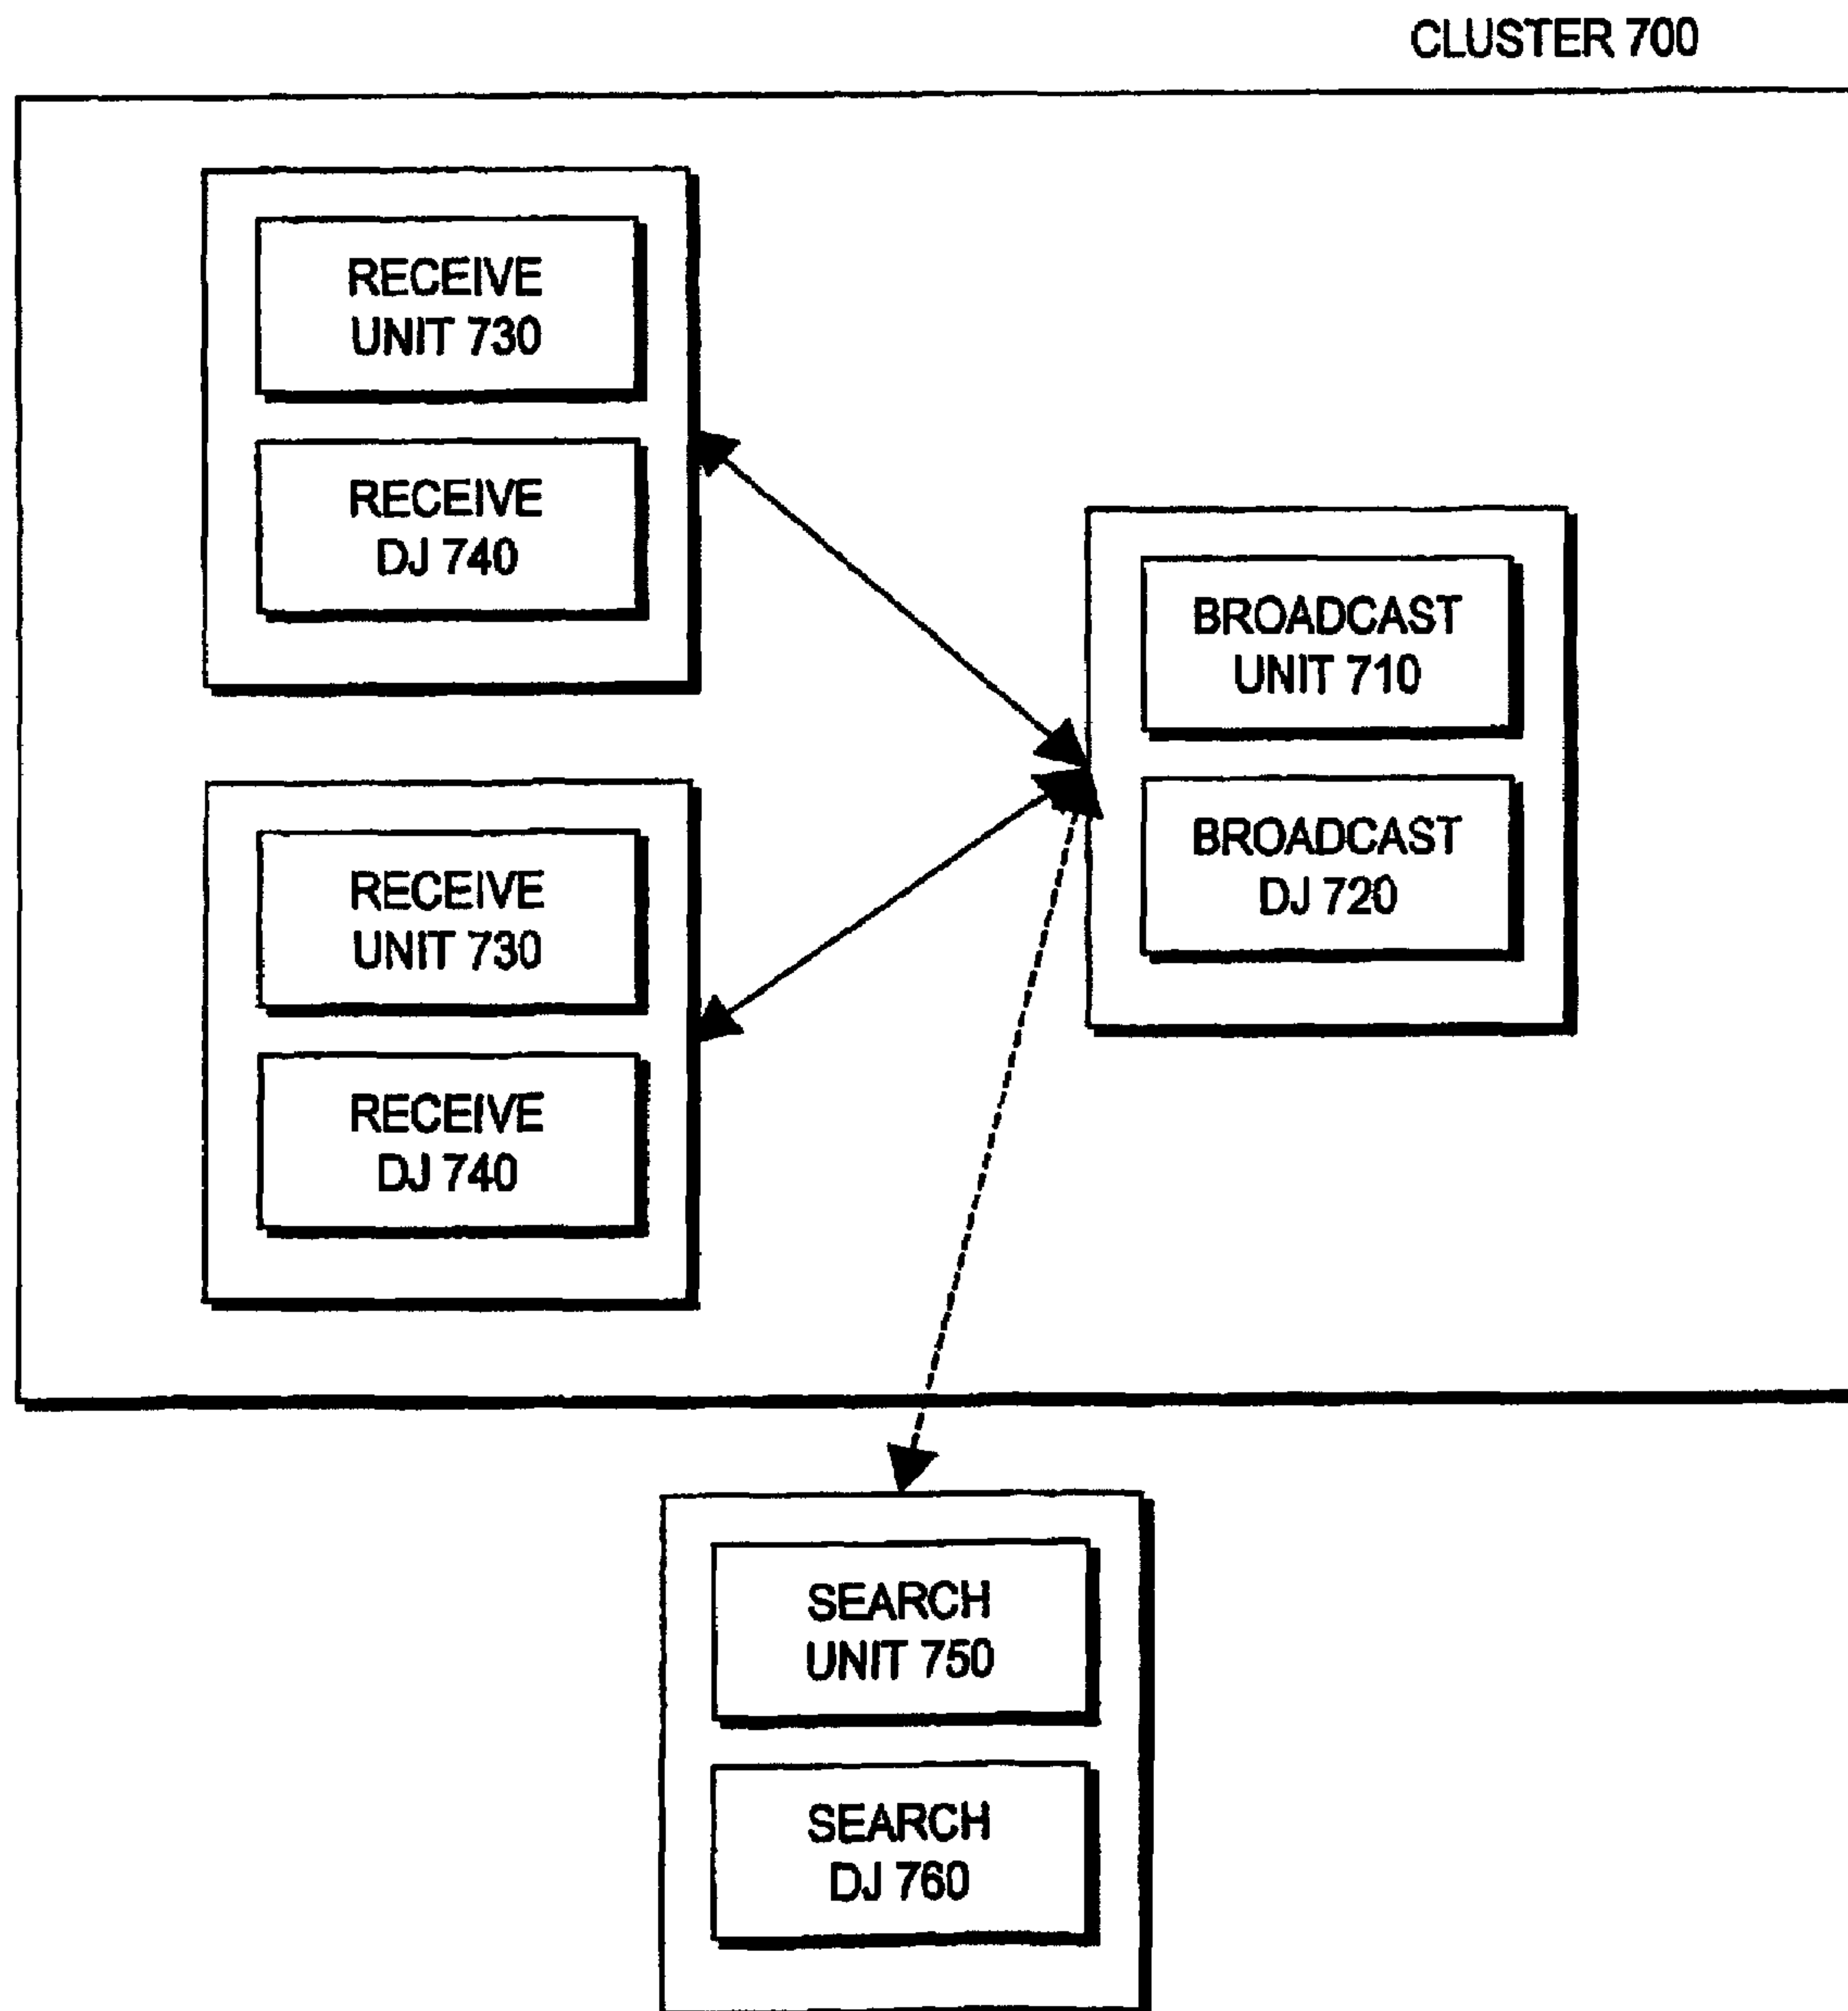 CLUSTER 700
RECEIVE
UNIT 730
RECEIVE
DJ 740
BROADCAST
UNIT 710
BROADCAST
DJ 720
RECEIVE
UNIT 730
RECEIVE
DJ 740
SEARCH
UNIT 750
SEARCH
DJ 760